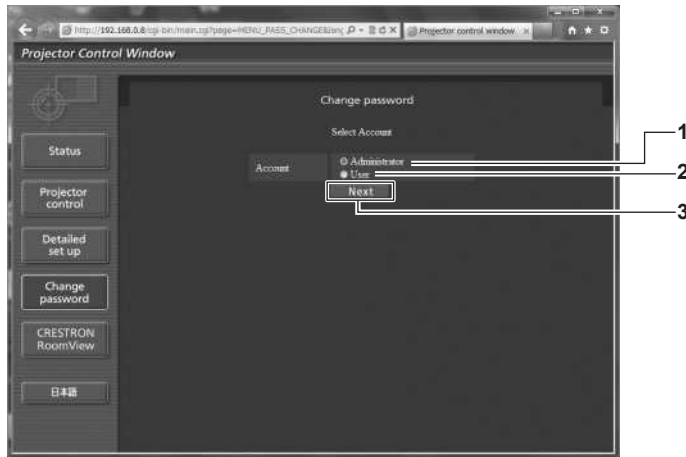 http://192.168.0.8/cgi-bin/main.cgi?page=MENU_PASS_CHANGE&lang
Projector control window
Projector Control Window
Change password
Select Account
Account
Administrator
User
Next
Status
Projector
control
Detailed
set up
Change
password
CRESTRON
RoomView
日本語
1
2
3